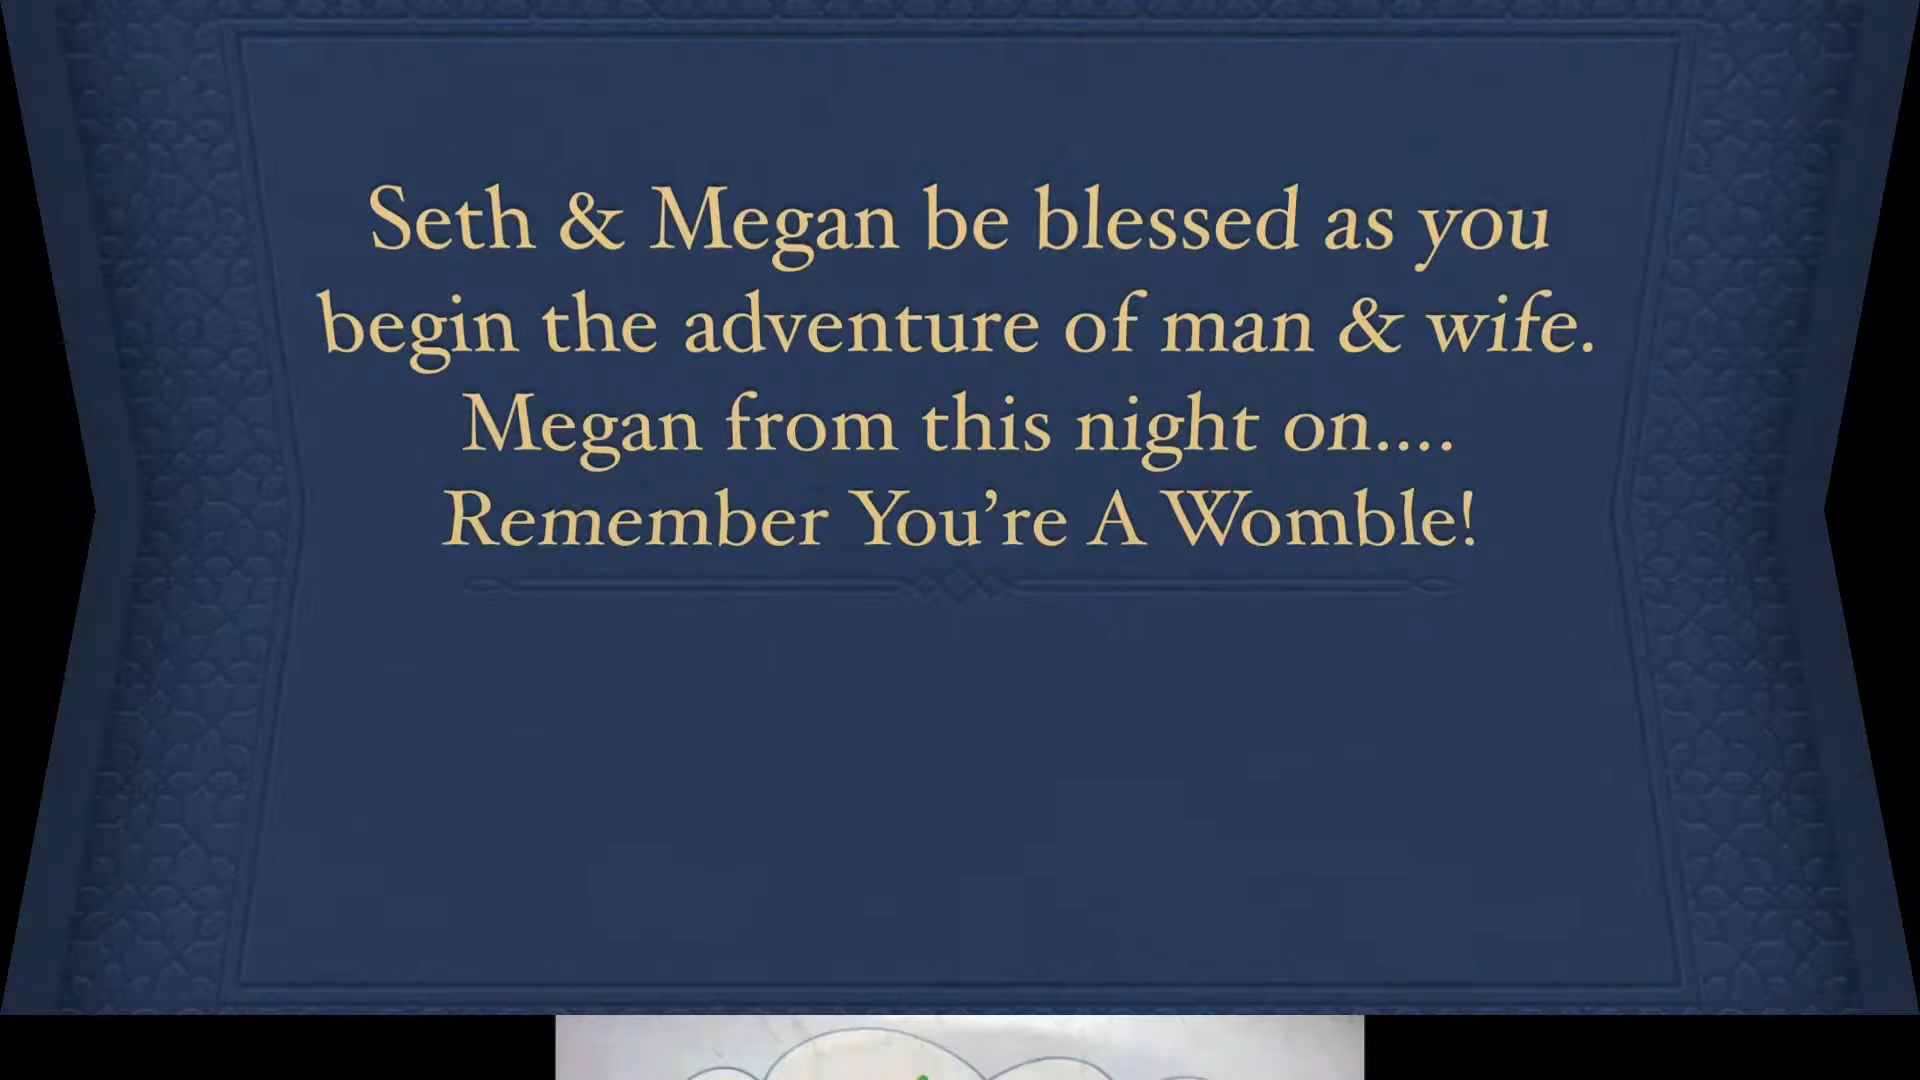 Seth & Megan be blessed as you
begin the adventure of man & wife.
Megan from this night on....
Remember You’re A Womble!